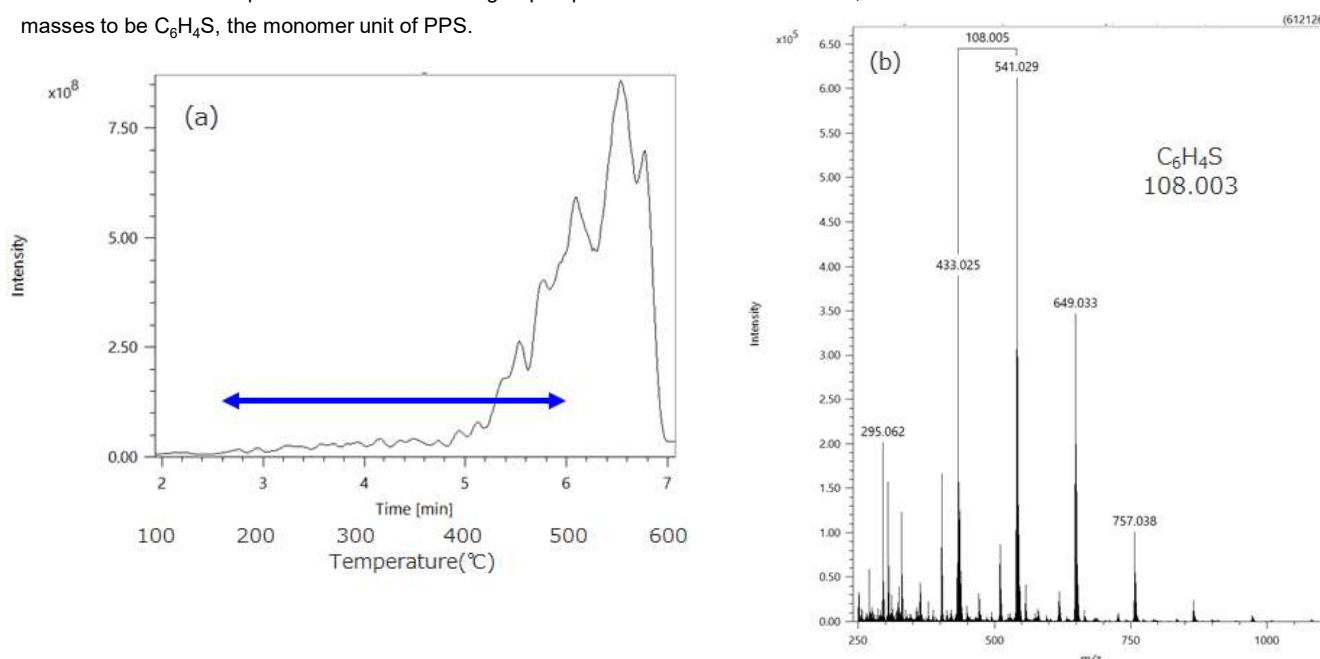 masses to be C₆H₄S, the monomer unit of PPS.
x10⁸
(a)
7.50
5.00
2.50
0.00
Intensity
2 3 4 5 6 7
Time [min]
100 200 300 400 500 600
Temperature(℃)
(612126
x10⁵
(b)
108.005
541.029
C₆H₄S
108.003
433.025
649.033
295.062
757.038
6.50
6.00
5.50
5.00
4.50
4.00
3.50
3.00
2.50
2.00
1.50
1.00
0.50
0.00
Intensity
250 500 750 1000